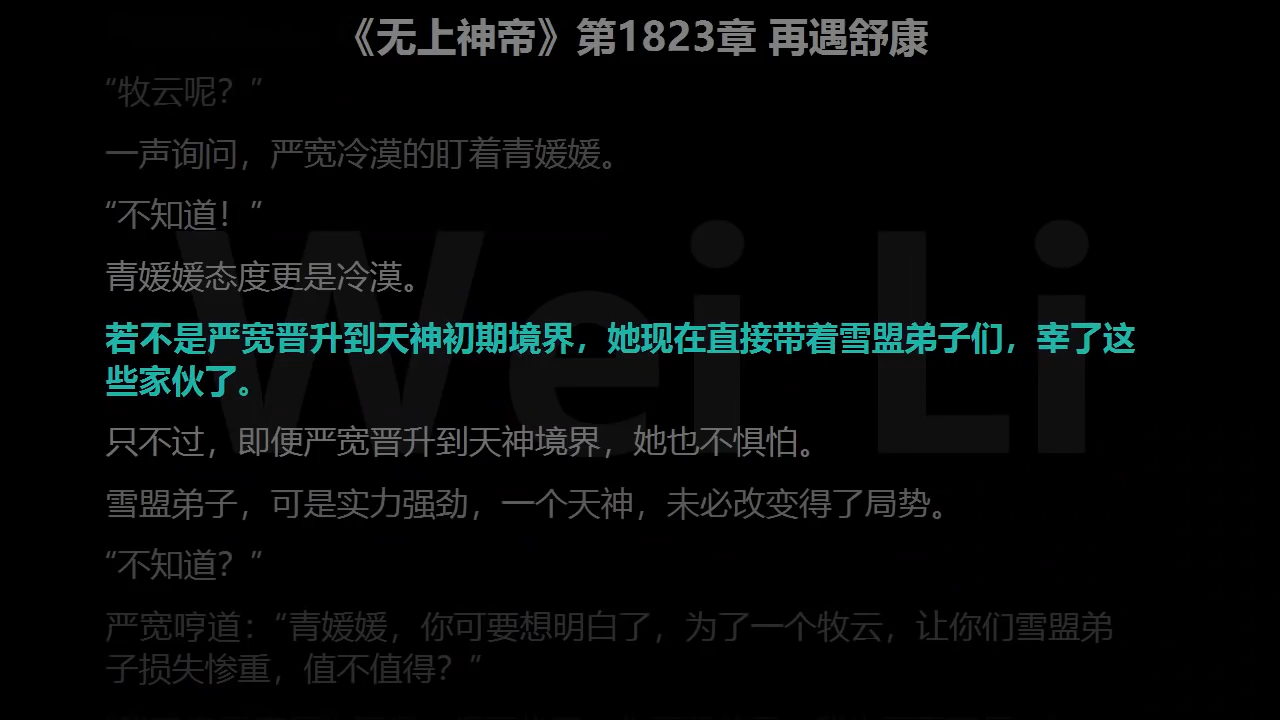 《无上神帝》第1823章 再遇舒康
“牧云呢？”
一声询问，严宽冷漠的盯着青媛媛。
“不知道！”
青媛媛态度更是冷漠。
若不是严宽晋升到天神初期境界，她现在直接带着雪盟弟子们，宰了这
些家伙了。
只不过，即便严宽晋升到天神境界，她也不惧怕。
雪盟弟子，可是实力强劲，一个天神，未必改变得了局势。
“不知道？”
严宽哼道：“青媛媛，你可要想明白了，为了一个牧云，让你们雪盟弟
子损失惨重，值不值得？”
Wei Li